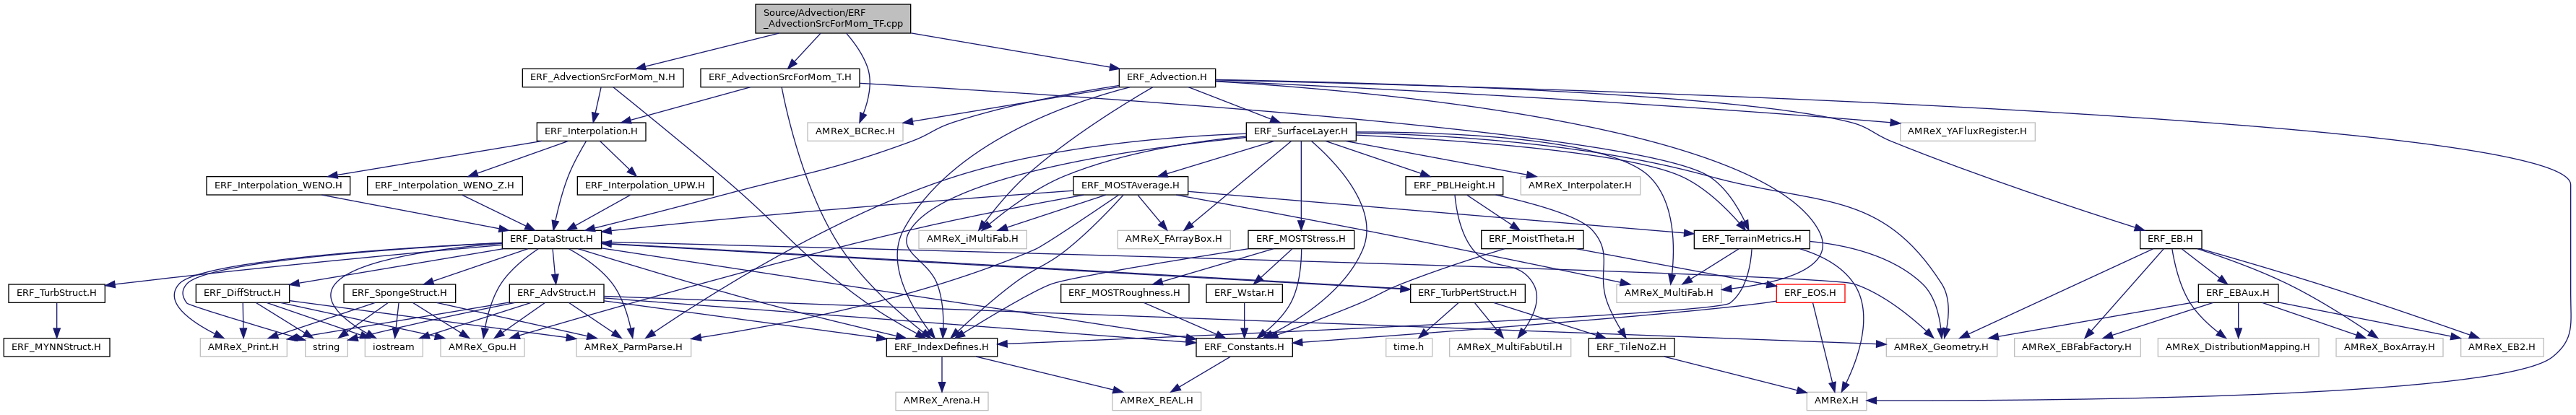 Source/Advection/ERF
_AdvectionSrcForMom_TF.cpp
ERF_AdvectionSrcForMom_N.H
ERF_AdvectionSrcForMom_T.H
ERF_Advection.H
ERF_Interpolation.H
AMReX_BCRec.H
ERF_SurfaceLayer.H
AMReX_YAFluxRegister.H
ERF_Interpolation_WENO.H
ERF_Interpolation_WENO_Z.H
ERF_Interpolation_UPW.H
ERF_MOSTAverage.H
ERF_PBLHeight.H
AMReX_Interpolater.H
ERF_DataStruct.H
AMReX_iMultiFab.H
AMReX_FArrayBox.H
ERF_MOSTStress.H
ERF_MoistTheta.H
ERF_TerrainMetrics.H
ERF_EB.H
ERF_TurbStruct.H
ERF_DiffStruct.H
ERF_SpongeStruct.H
ERF_AdvStruct.H
ERF_MOSTRoughness.H
ERF_Wstar.H
ERF_TurbPertStruct.H
AMReX_MultiFab.H
ERF_EOS.H
ERF_EBAux.H
ERF_MYNNStruct.H
AMReX_Print.H
string
iostream
AMReX_Gpu.H
AMReX_ParmParse.H
ERF_IndexDefines.H
ERF_Constants.H
time.h
AMReX_MultiFabUtil.H
ERF_TileNoZ.H
AMReX_Geometry.H
AMReX_EBFabFactory.H
AMReX_DistributionMapping.H
AMReX_BoxArray.H
AMReX_EB2.H
AMReX_Arena.H
AMReX_REAL.H
AMReX.H